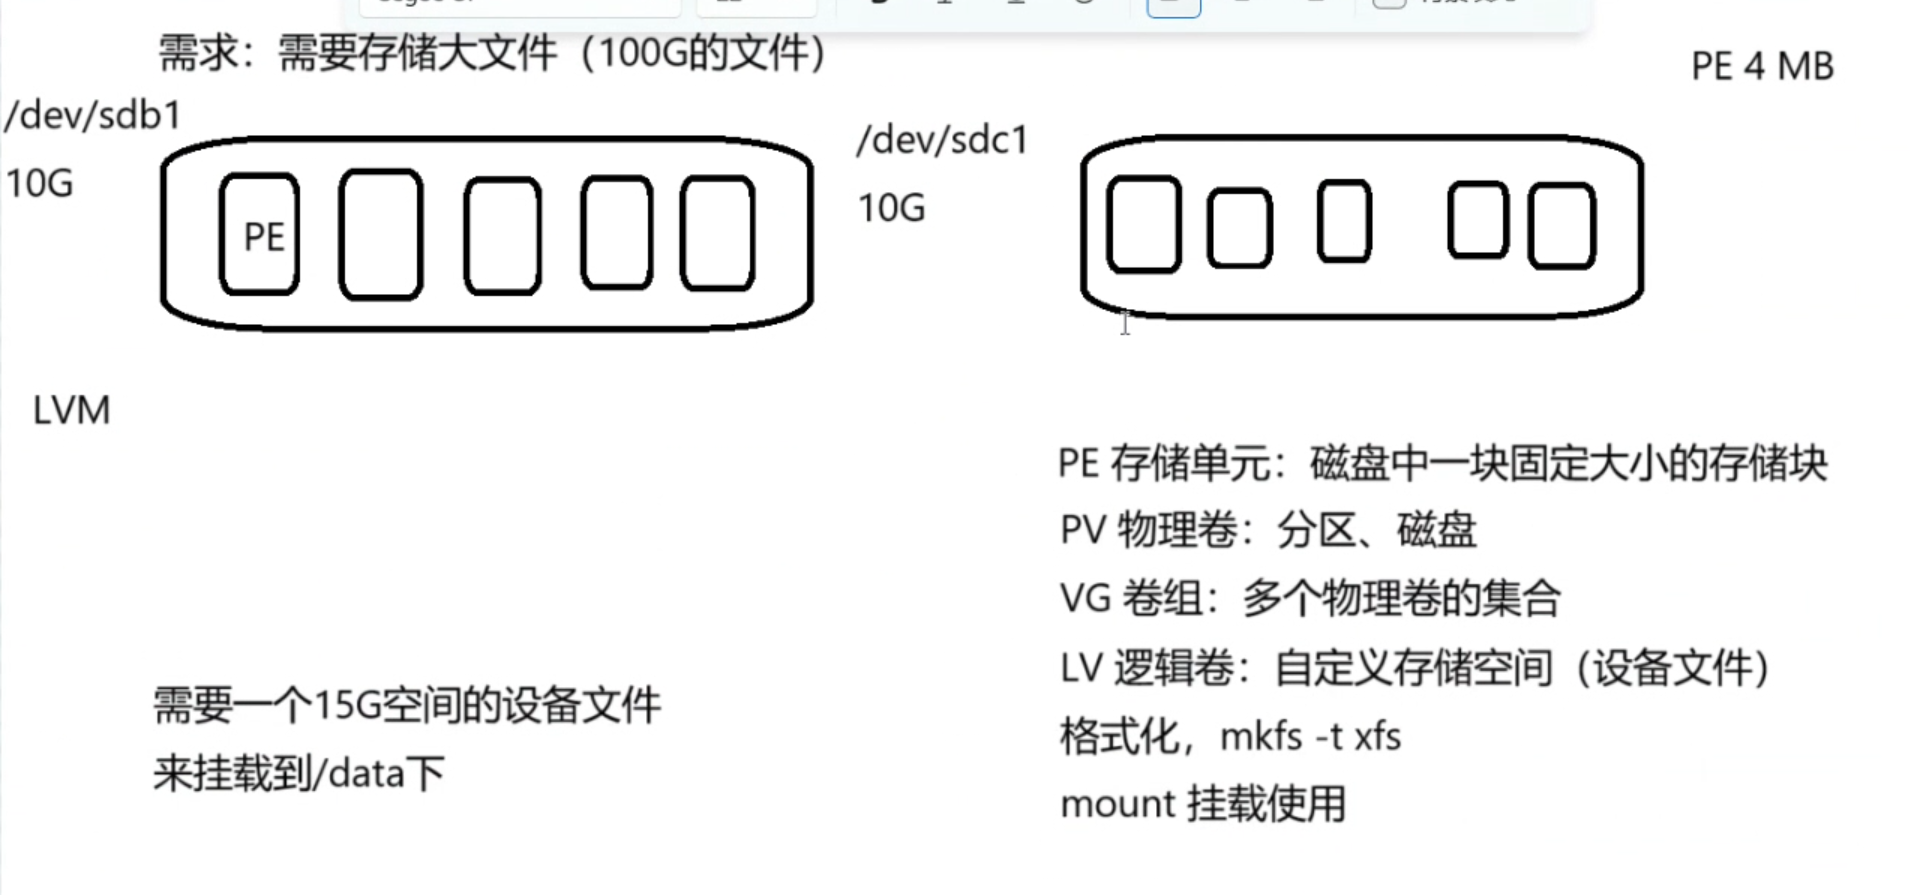 需求：需要存储大文件（100G的文件）
PE 4 MB
/dev/sdb1
10G
PE
/dev/sdc1
10G
LVM
PE 存储单元：磁盘中一块固定大小的存储块
PV 物理卷：分区、磁盘
VG 卷组：多个物理卷的集合
LV 逻辑卷：自定义存储空间（设备文件）
格式化，mkfs -t xfs
mount 挂载使用
需要一个15G空间的设备文件
来挂载到/data下